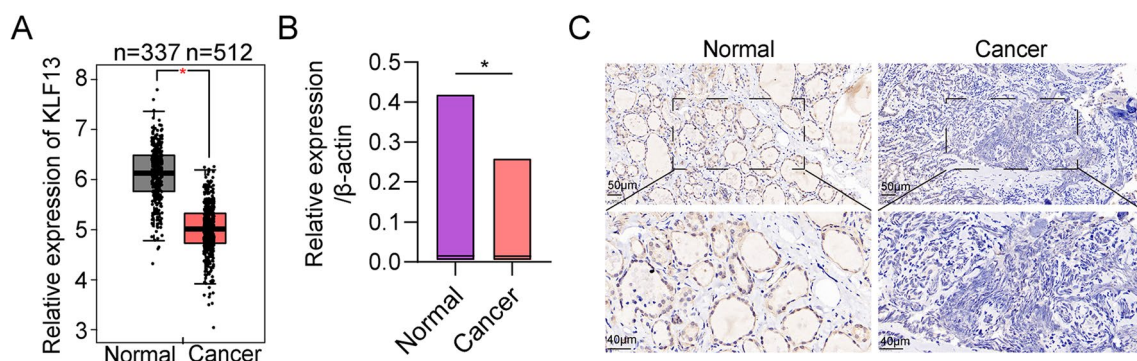 A
n=337 n=512
*
Relative expression of KLF13
8
7
6
5
4
3
Normal Cancer
B
*
Relative expression
/β-actin
0.5
0.4
0.3
0.2
0.1
0.0
Normal
Cancer
C
Normal
Cancer
50μm
50μm
40μm
40μm